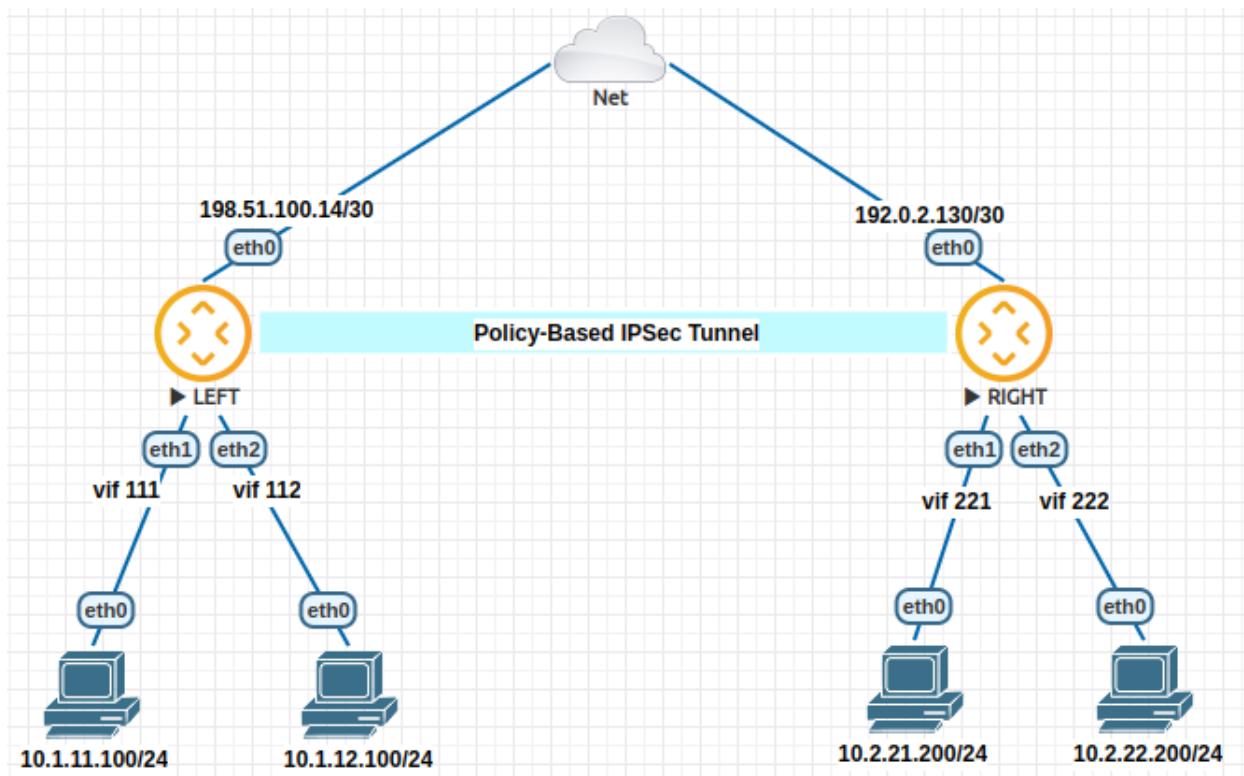 Net
198.51.100.14/30
192.0.2.130/30
eth0
eth0
Policy-Based IPSec Tunnel
LEFT
RIGHT
eth1
eth2
eth1
eth2
vif 111
vif 112
vif 221
vif 222
eth0
eth0
eth0
eth0
10.1.11.100/24
10.1.12.100/24
10.2.21.200/24
10.2.22.200/24